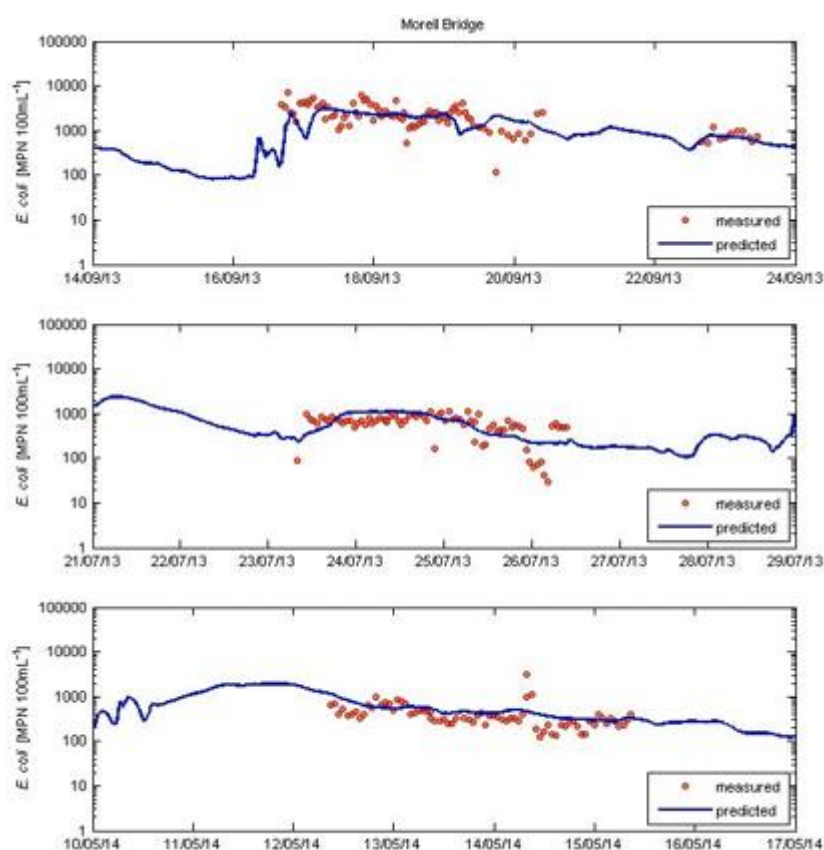 Morell Bridge
E. coli [MPN 100mL⁻¹]
100000
10000
1000
100
10
1
measured
predicted
14/09/13 16/09/13 18/09/13 20/09/13 22/09/13 24/09/13
E. coli [MPN 100mL⁻¹]
100000
10000
1000
100
10
1
measured
predicted
21/07/13 22/07/13 23/07/13 24/07/13 25/07/13 26/07/13 27/07/13 28/07/13 29/07/13
E. coli [MPN 100mL⁻¹]
100000
10000
1000
100
10
1
measured
predicted
10/05/14 11/05/14 12/05/14 13/05/14 14/05/14 15/05/14 16/05/14 17/05/14